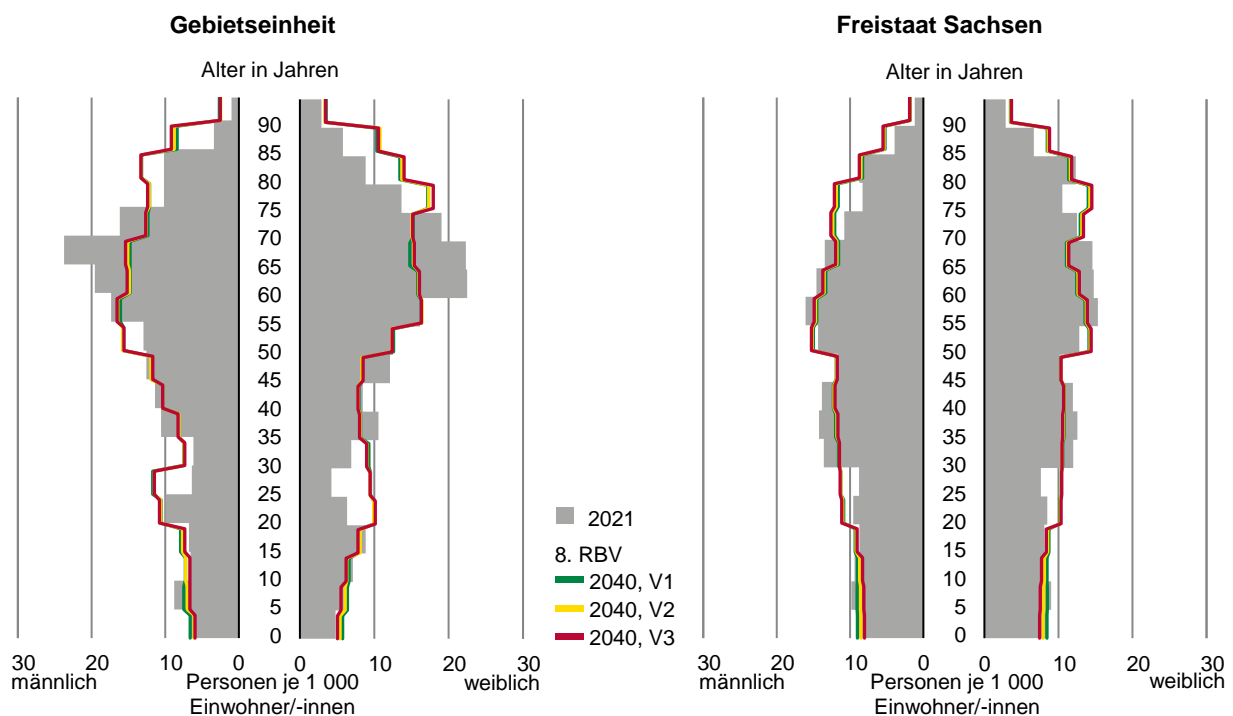 Gebietseinheit
Freistaat Sachsen
Alter in Jahren
Alter in Jahren
90
85
80
75
70
65
60
55
50
45
40
35
30
25
20
15
10
5
0
90
85
80
75
70
65
60
55
50
45
40
35
30
25
20
15
10
5
0
2021
8. RBV
2040, V1
2040, V2
2040, V3
30 20 10 0 0 10 20 30
männlich Personen je 1 000 weiblich
Einwohner/-innen
30 20 10 0 0 10 20 30
männlich Personen je 1 000 weiblich
Einwohner/-innen